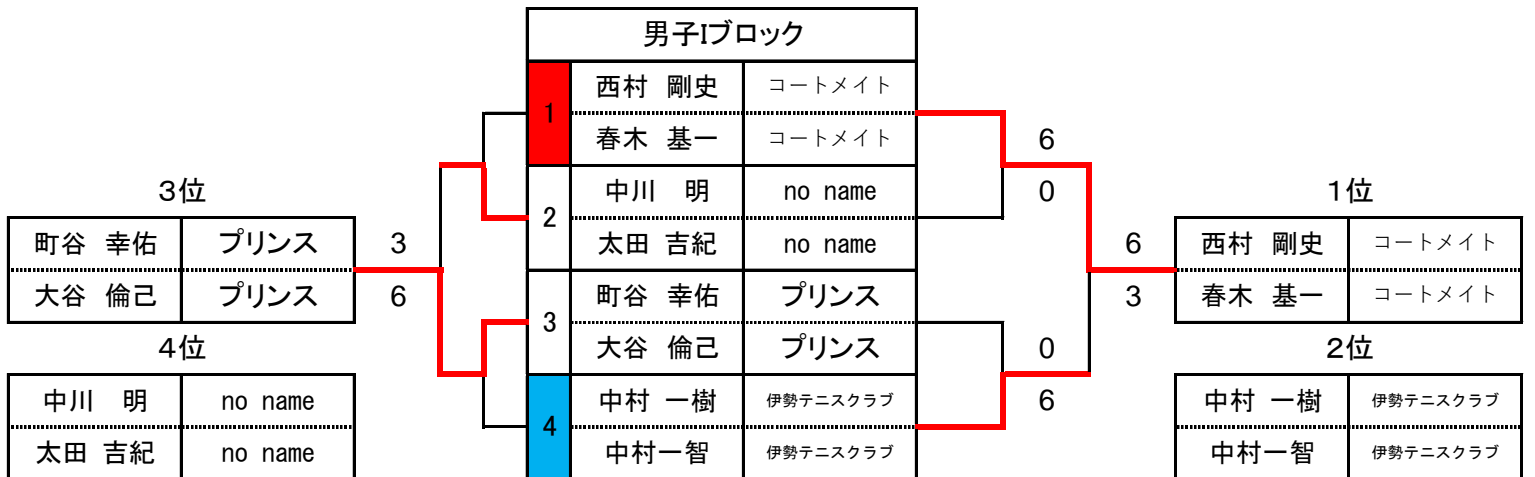 男子Iブロック
1
西村 剛史 コートメイト
春木 基一 コートメイト
2
中川 明 no name
太田 吉紀 no name
3
町谷 幸佑 プリンス
大谷 倫己 プリンス
4
中村 一樹 伊勢テニスクラブ
中村一智 伊勢テニスクラブ
3位
町谷 幸佑 プリンス
大谷 倫己 プリンス
3
6
4位
中川 明 no name
太田 吉紀 no name
6
0
0
6
6
3
1位
西村 剛史 コートメイト
春木 基一 コートメイト
2位
中村 一樹 伊勢テニスクラブ
中村一智 伊勢テニスクラブ